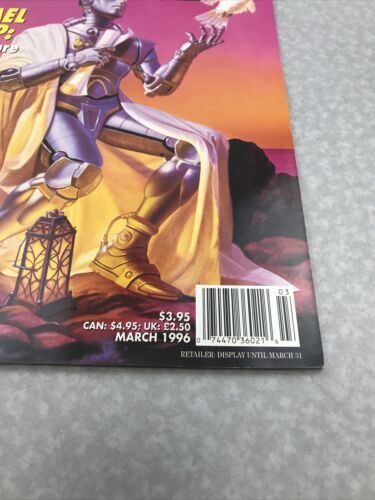 P:
ure
$3.95
CAN: $4.95; UK: £2.50
MARCH 1996
03
0 74470 36021 6
RETAILER: DISPLAY UNTIL MARCH 31